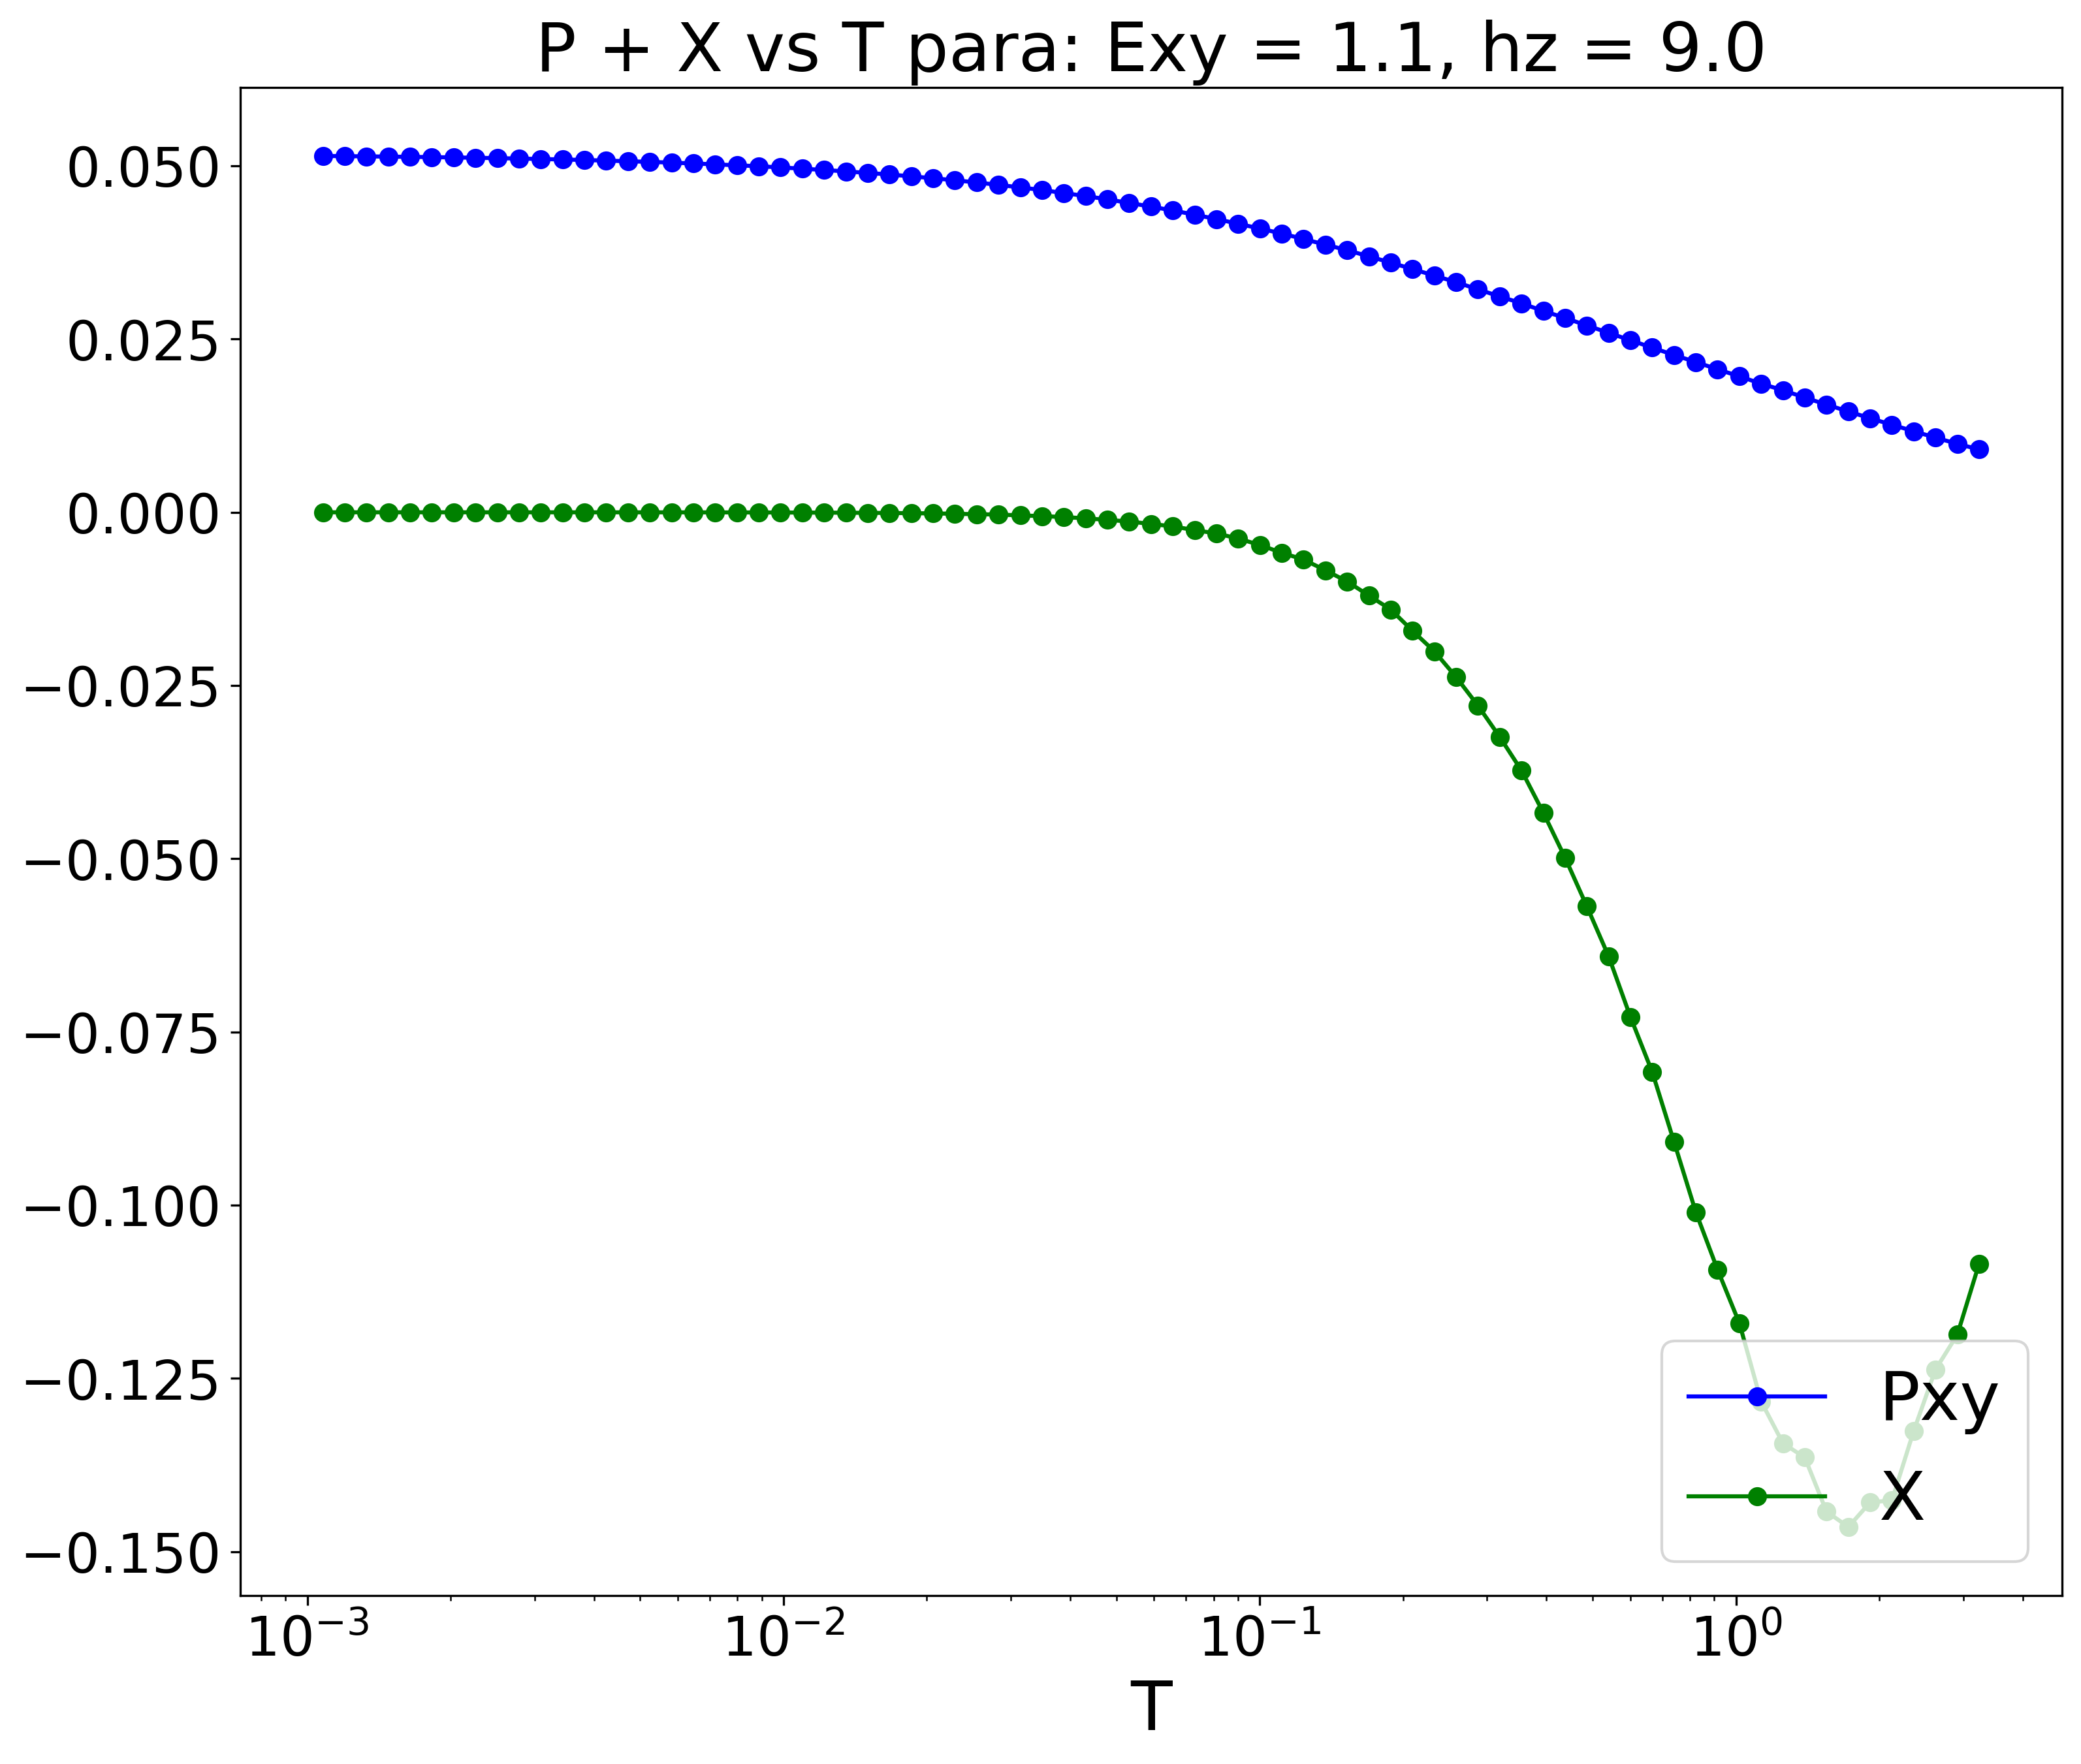 P + X vs T para: Exy = 1.1, hz = 9.0
0.050
0.025
0.000
−0.025
−0.050
−0.075
−0.100
−0.125
−0.150
Pxy
X
10⁻³ 10⁻² 10⁻¹ 10⁰
T